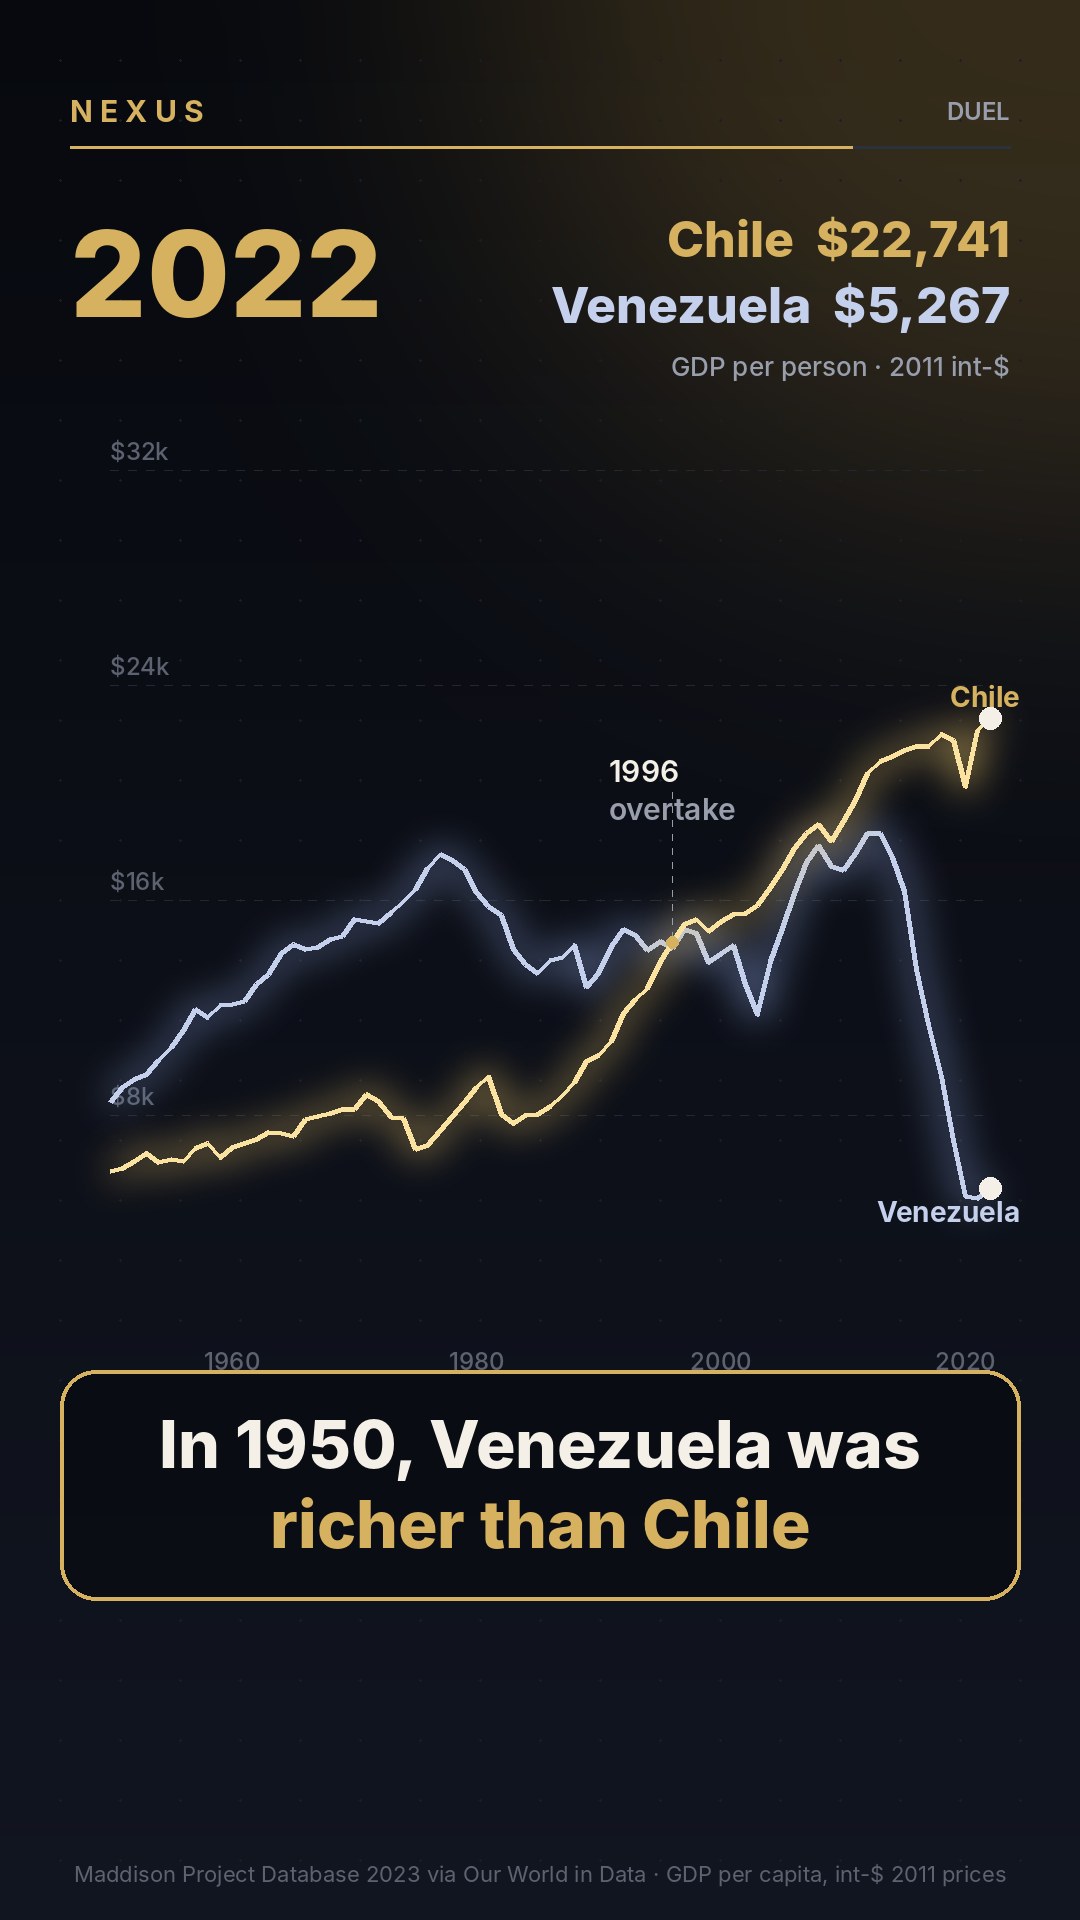 NEXUS
DUEL
2022
Chile $22,741
Venezuela $5,267
GDP per person · 2011 int-$
$32k
$24k
Chile
1996
overtake
$16k
$8k
Venezuela
1960 1980 2000 2020
In 1950, Venezuela was
richer than Chile
Maddison Project Database 2023 via Our World in Data · GDP per capita, int-$ 2011 prices